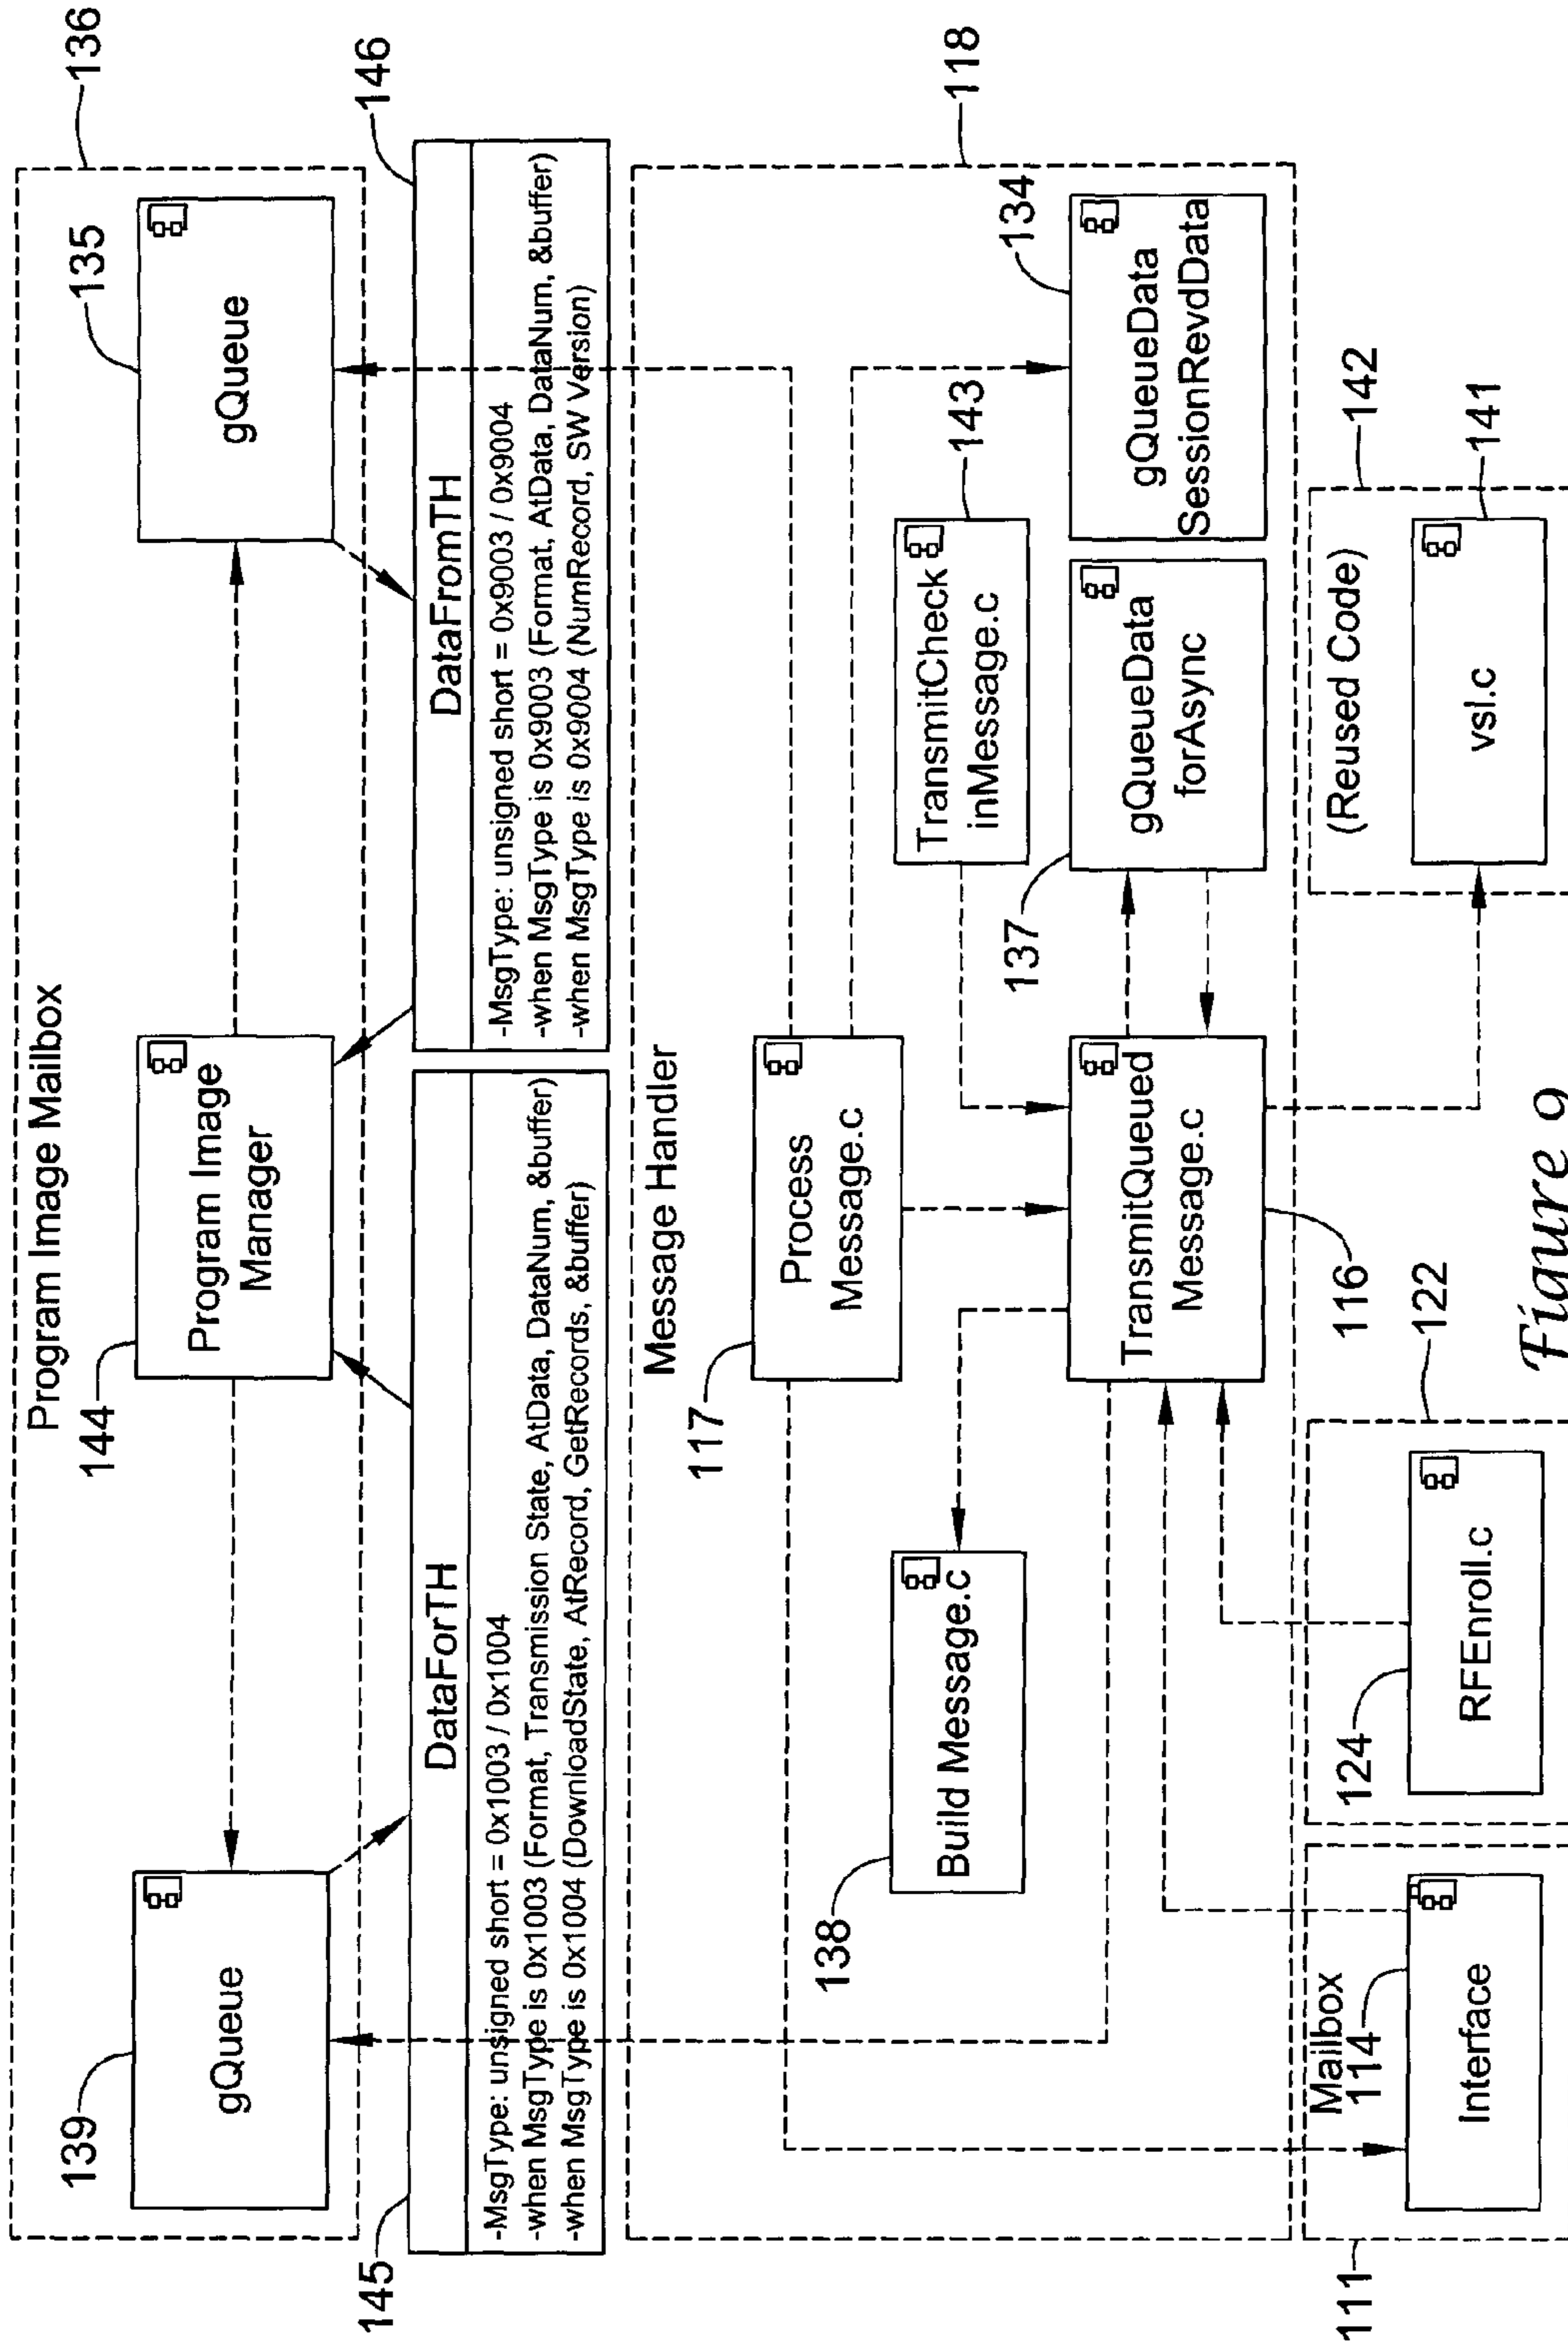 Program Image Mailbox
136
139
gQueue
144
Program Image
Manager
135
gQueue
145
DataForTH
-MsgType: unsigned short = 0x1003 / 0x1004
-when MsgType is 0x1003 (Format, Transmission State, AtData, DataNum, &buffer)
-when MsgType is 0x1004 (DownloadState, AtRecord, GetRecords, &buffer)
146
DataFromTH
-MsgType: unsigned short = 0x9003 / 0x9004
-when MsgType is 0x9003 (Format, AtData, DataNum, &buffer)
-when MsgType is 0x9004 (NumRecord, SW Version)
Message Handler
118
117
Process
Message.c
143
TransmitCheck
inMessage.c
138
Build Message.c
TransmitQueued
Message.c
116
137
gQueueData
forAsync
134
gQueueData
SessionRevdData
111
Mailbox
114
Interface
122
124
RFEnroll.c
142
(Reused Code)
vsl.c
141
Figure 9